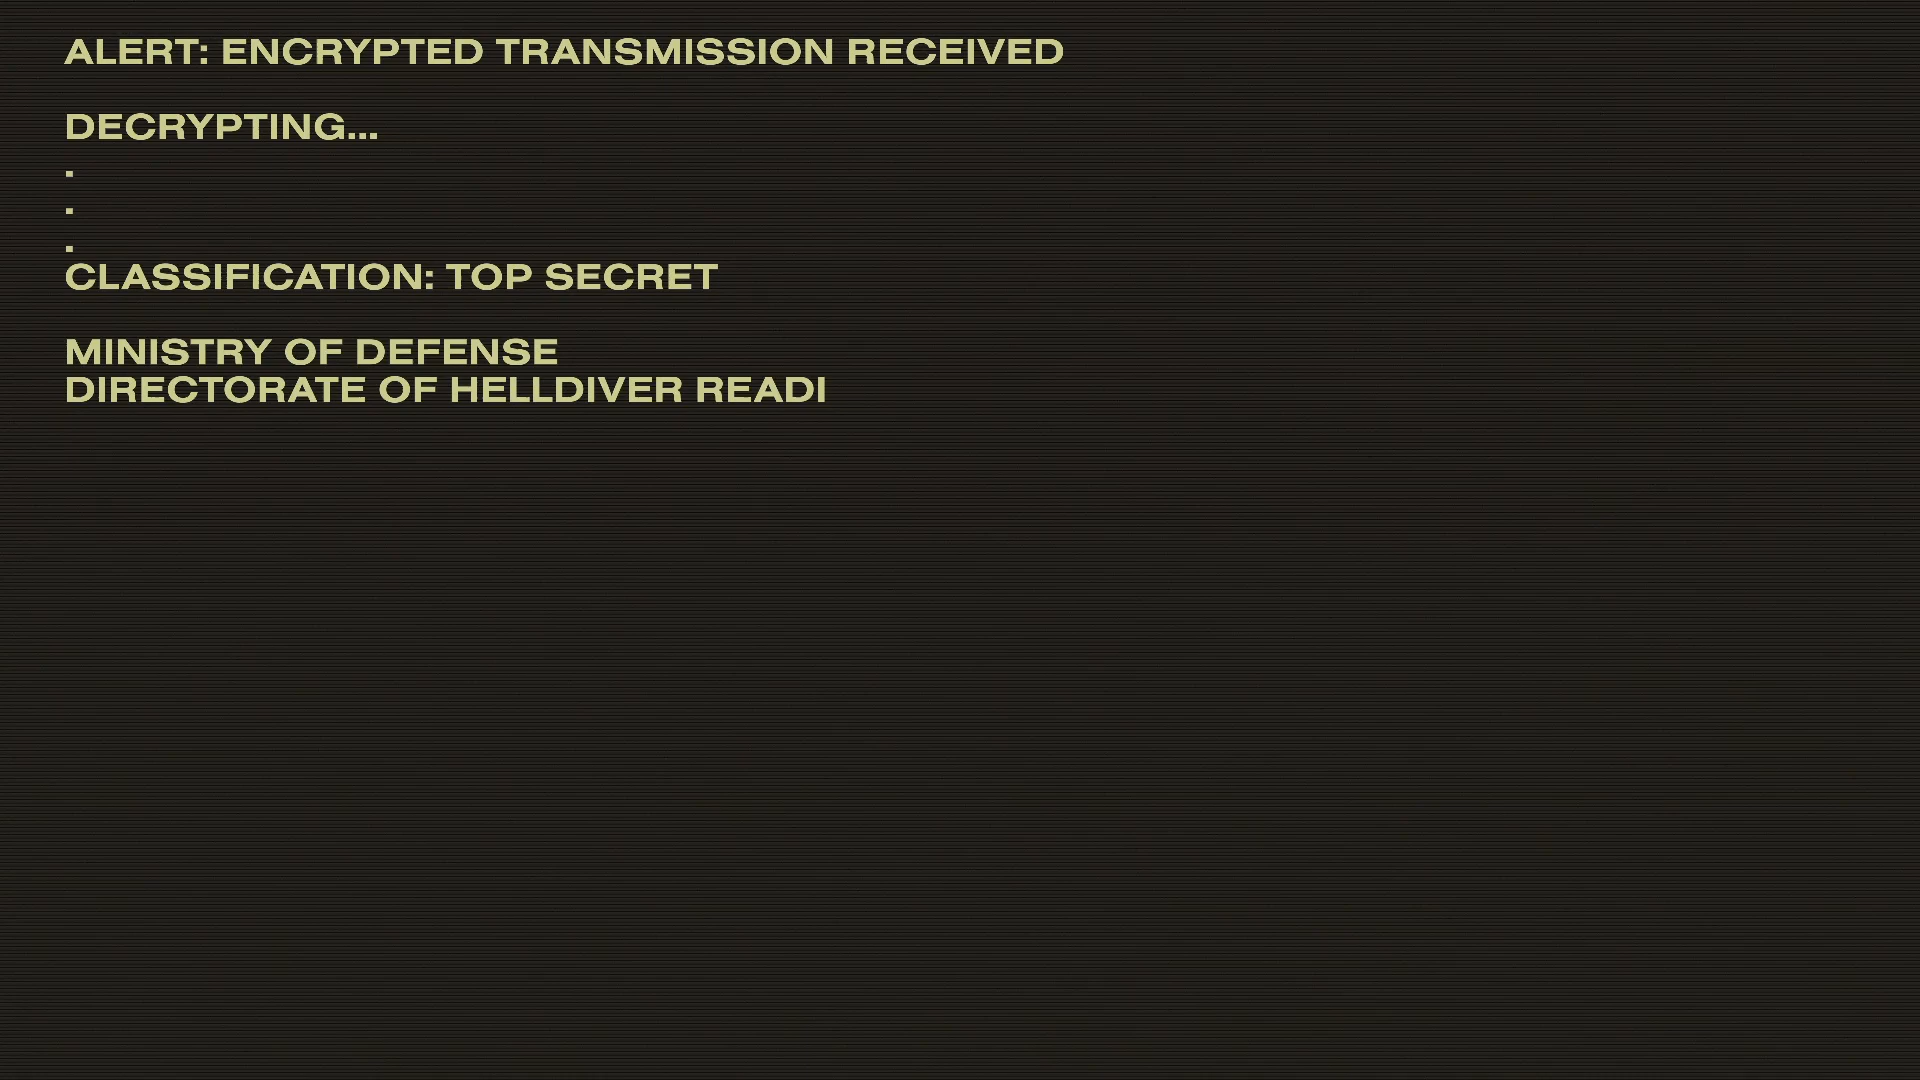 ALERT: ENCRYPTED TRANSMISSION RECEIVED
DECRYPTING...
.
.
.
CLASSIFICATION: TOP SECRET
MINISTRY OF DEFENSE
DIRECTORATE OF HELLDIVER READI